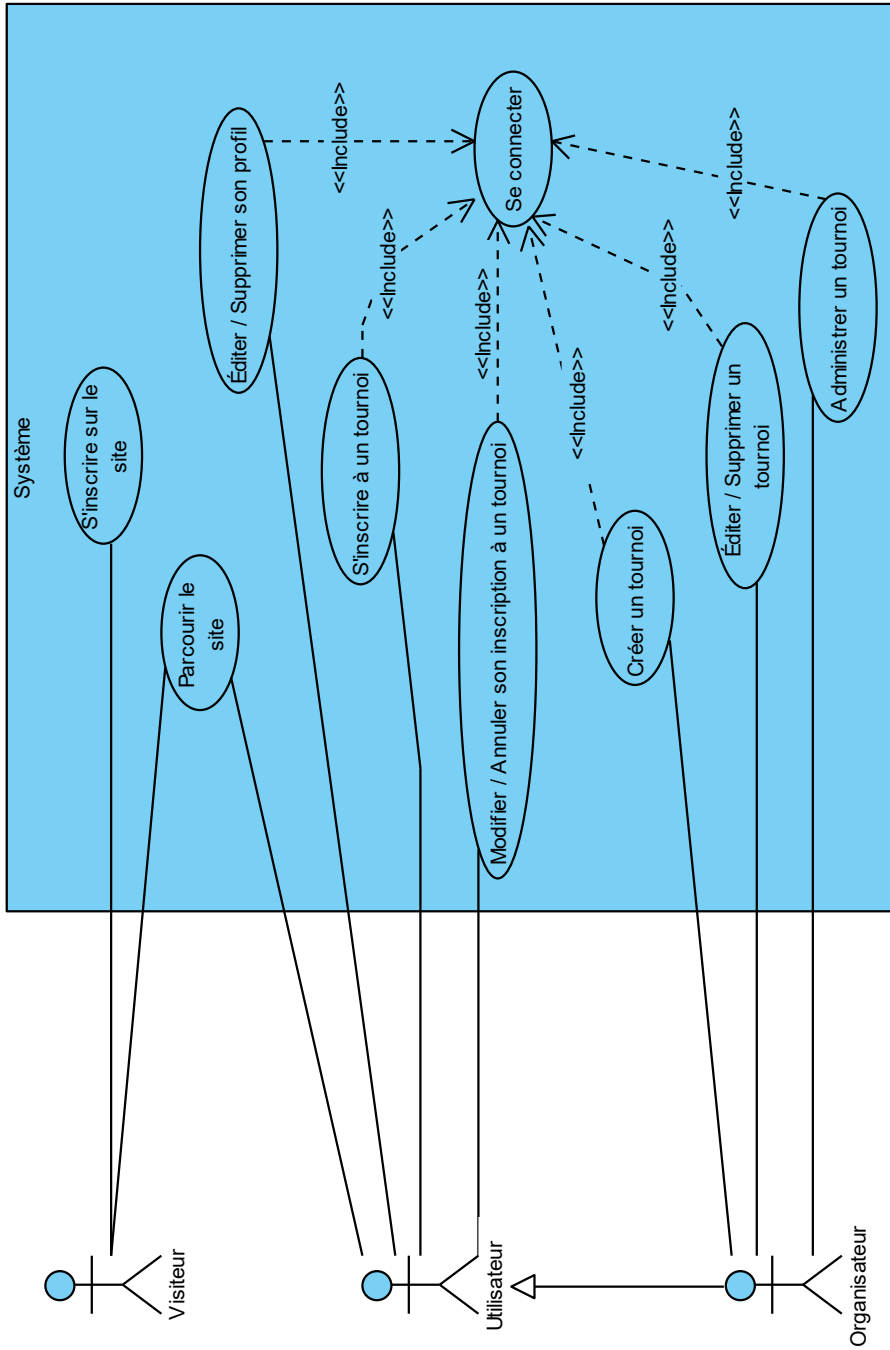 Système
S'inscrire sur le
site
Parcourir le
site
Éditer / Supprimer son profil
<<Include>>
S'inscrire à un tournoi
<<Include>>
Se connecter
Modifier / Annuler son inscription à un tournoi
<<Include>>
Créer un tournoi
<<Include>>
Éditer / Supprimer un
tournoi
<<Include>>
Administrer un tournoi
<<Include>>
Visiteur
Utilisateur
Organisateur